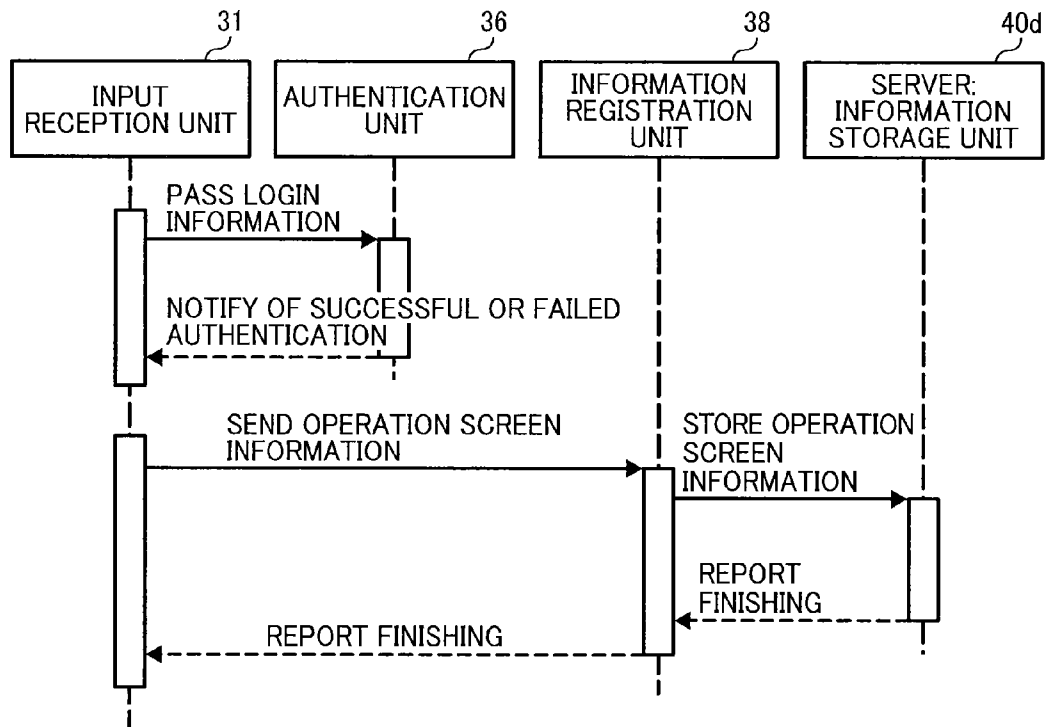 31
36
38
40d
INPUT
RECEPTION UNIT
AUTHENTICATION
UNIT
INFORMATION
REGISTRATION
UNIT
SERVER:
INFORMATION
STORAGE UNIT
PASS LOGIN
INFORMATION
NOTIFY OF SUCCESSFUL OR FAILED
AUTHENTICATION
SEND OPERATION SCREEN
INFORMATION
STORE OPERATION
SCREEN
INFORMATION
REPORT
FINISHING
REPORT FINISHING